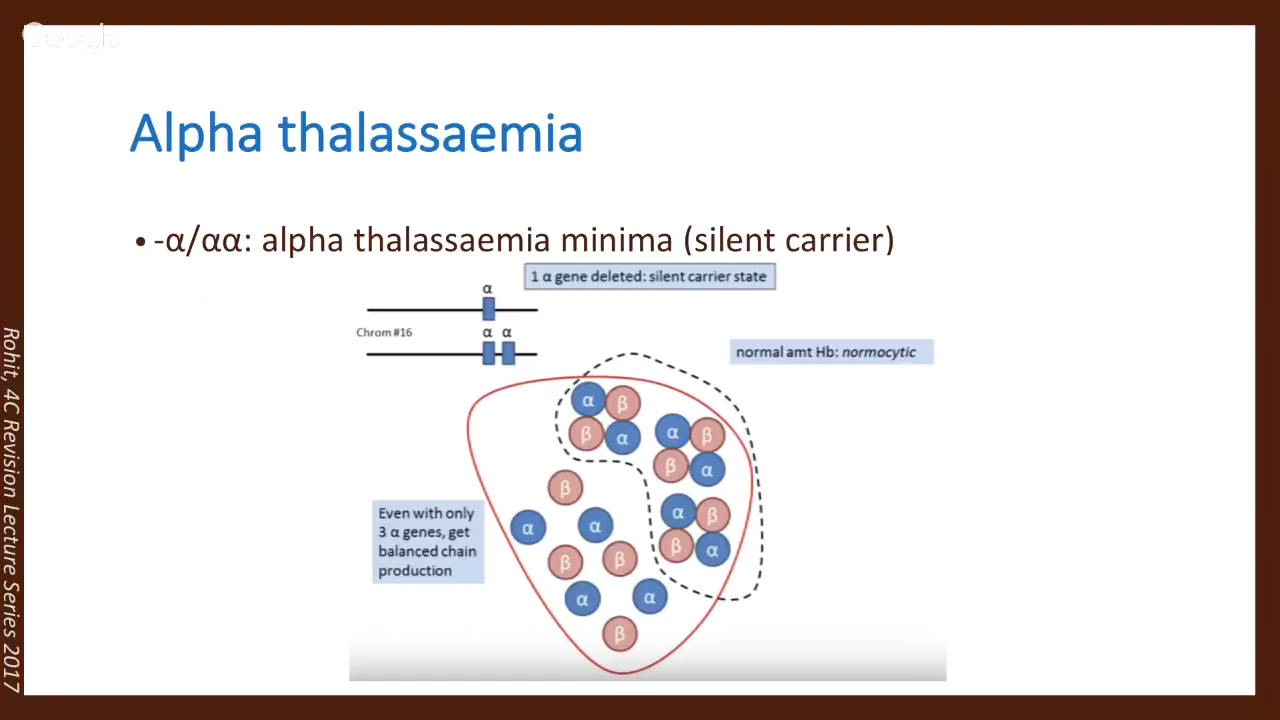 Google
Alpha thalassaemia
• -α/αα: alpha thalassaemia minima (silent carrier)
1 α gene deleted: silent carrier state
α
Chrom #16
α α
normal amt Hb: normocytic
α β
β α
α β
β α
α β
β α
β
α α
β β
α α
β
Even with only
3 α genes, get
balanced chain
production
Rohit, 4C Revision Lecture Series 2017